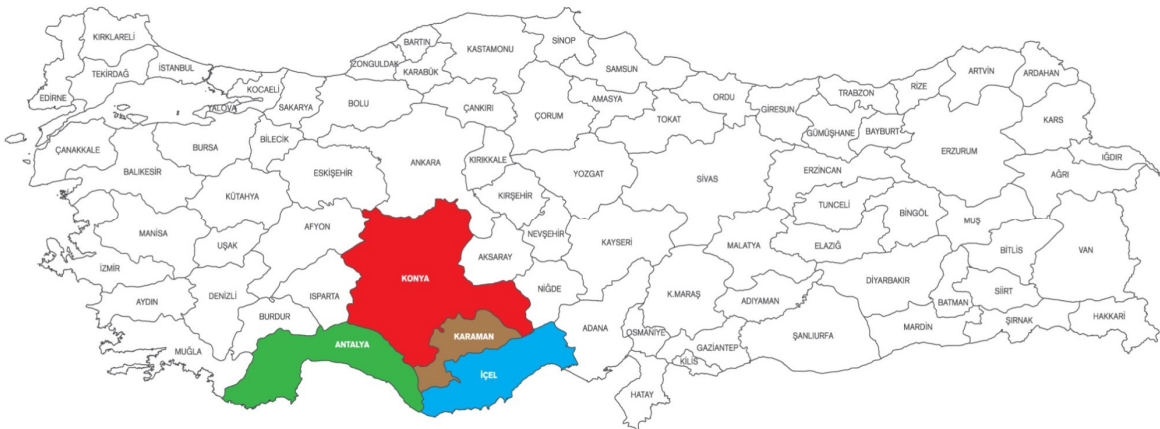 KIRKLARELİ
TEKİRDAĞ
İSTANBUL
EDİRNE
KOCAELİ
YALOVA
SAKARYA
BOLU
ZONGULDAK
BARTIN
KARABÜK
KASTAMONU
SİNOP
ÇANKIRI
SAMSUN
AMASYA
ÇORUM
ORDU
TOKAT
GİRESUN
TRABZON
RİZE
ARTVİN
ARDAHAN
GÜMÜŞHANE
BAYBURT
KARS
ERZURUM
IĞDIR
AĞRI
ÇANAKKALE
BALIKESİR
BURSA
BİLECİK
ESKİŞEHİR
KÜTAHYA
ANKARA
KIRIKKALE
KIRŞEHİR
YOZGAT
SİVAS
ERZİNCAN
TUNCELİ
BİNGÖL
MUŞ
MANİSA
UŞAK
AFYON
KONYA
AKSARAY
NEVŞEHİR
KAYSERİ
MALATYA
ELAZIĞ
BİTLİS
VAN
İZMİR
AYDIN
DENİZLİ
ISPARTA
BURDUR
NİĞDE
K.MARAŞ
ADIYAMAN
DİYARBAKIR
BATMAN
SİİRT
ŞIRNAK
HAKKARİ
MUĞLA
ANTALYA
KARAMAN
İÇEL
ADANA
OSMANİYE
GAZİANTEP
KİLİS
ŞANLIURFA
MARDİN
HATAY